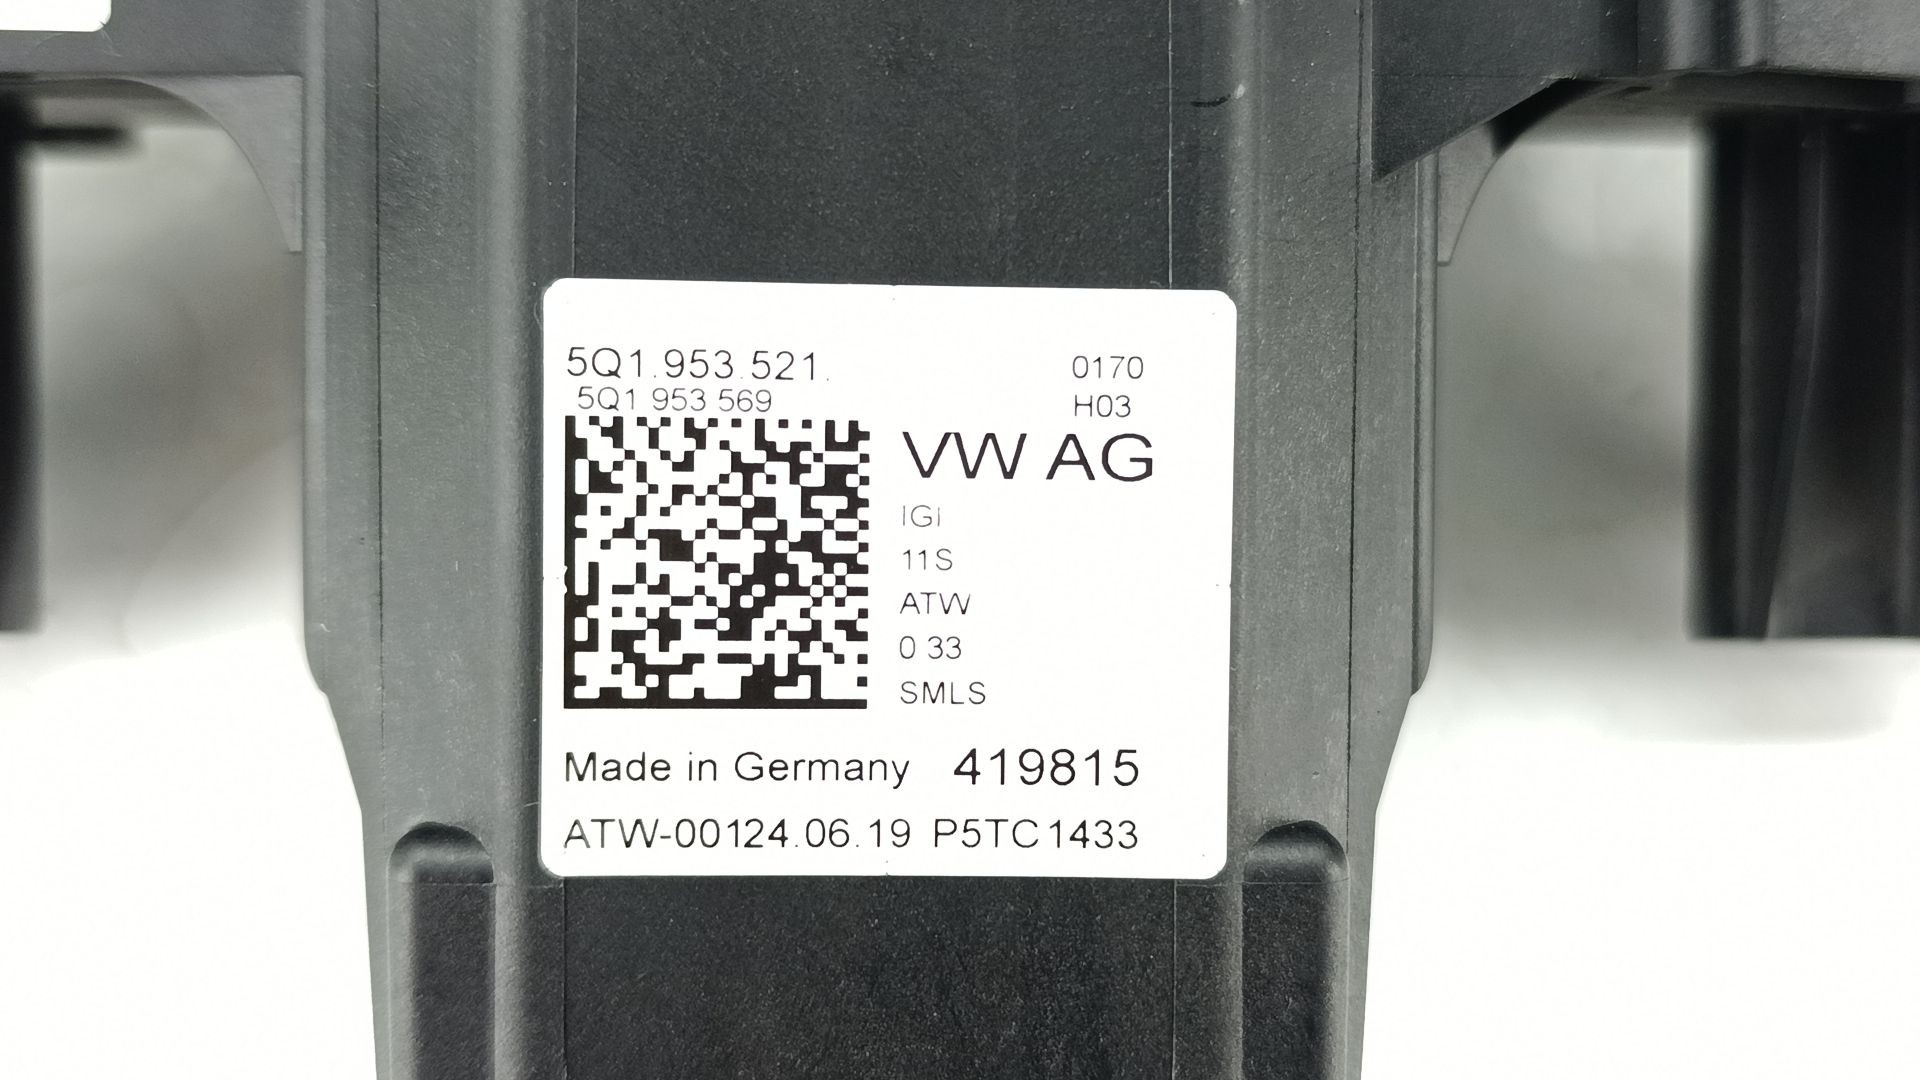 5Q1.953.521. 0170
5Q1 953 569 H03
VW AG
IGI
11S
ATW
0 33
SMLS
Made in Germany 419815
ATW-00124.06.19 P5TC1433